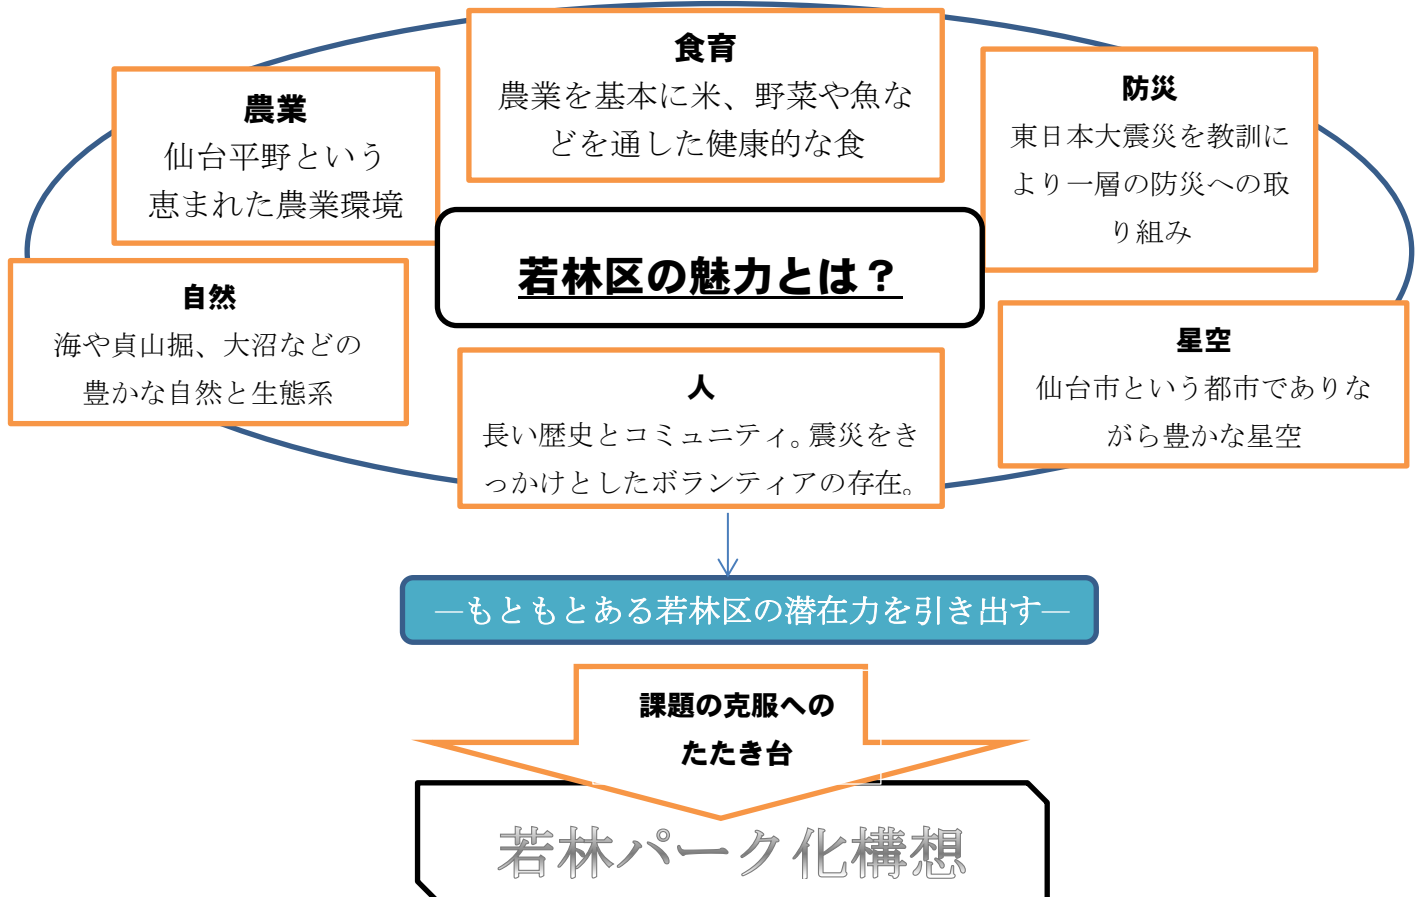 食育
農業を基本に米、野菜や魚な
どを通した健康的な食
農業
仙台平野という
恵まれた農業環境
防災
東日本大震災を教訓に
より一層の防災への取
り組み
若林区の魅力とは？
自然
海や貞山掘、大沼などの
豊かな自然と生態系
星空
仙台市という都市でありな
がら豊かな星空
人
長い歴史とコミュニティ。震災をき
っかけとしたボランティアの存在。
―もともとある若林区の潜在力を引き出す―
課題の克服への
たたき台
若林パーク化構想